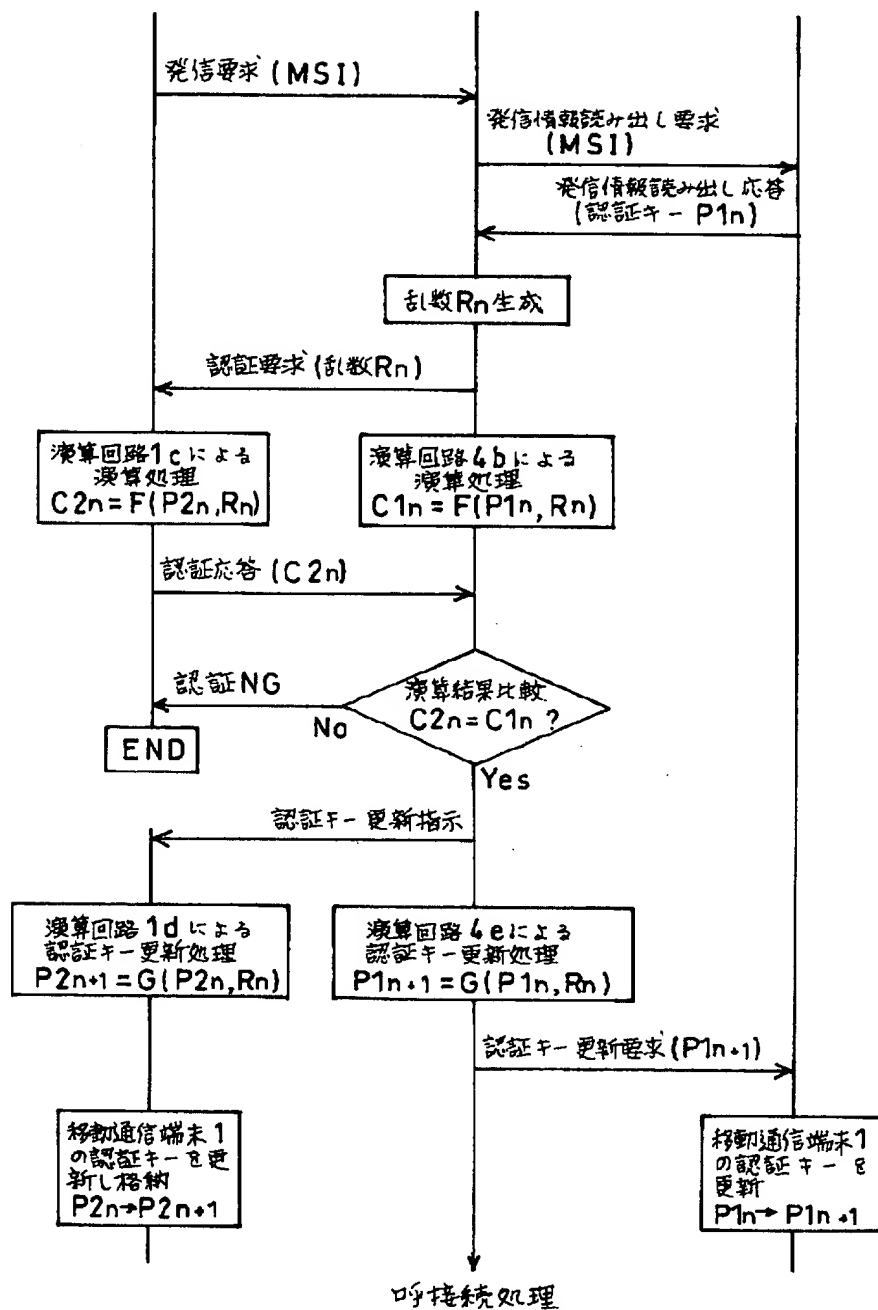 発信要求(MSI)
発信情報読み出し要求
(MSI)
発信情報読み出し応答
(認証キーP1n)
乱数Rn生成
認証要求(乱数Rn)
演算回路1cによる
演算処理
C2n=F(P2n,Rn)
演算回路4bによる
演算処理
C1n=F(P1n,Rn)
認証応答(C2n)
認証NG
演算結果比較
C2n=C1n?
No
END
Yes
認証キー更新指示
演算回路1dによる
認証キー更新処理
P2n+1=G(P2n,Rn)
演算回路4eによる
認証キー更新処理
P1n+1=G(P1n,Rn)
認証キー更新要求(P1n+1)
移動通信端末1
の認証キーを更
新し格納
P2n→P2n+1
移動通信端末1
の認証キーを
更新
P1n→P1n+1
呼接続処理